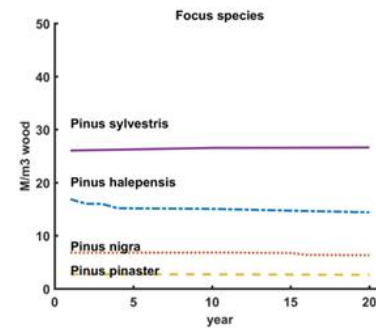 Focus species
M/m3 wood
50
40
30
20
10
0
Pinus sylvestris
Pinus halepensis
Pinus nigra
Pinus pinaster
0 5 10 15 20
year